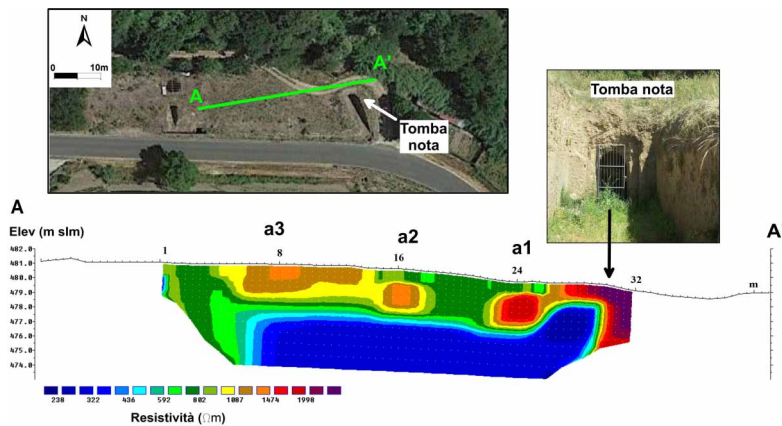 N
0
10m
A
A'
Tomba
nota
Tomba nota
A
A
Elev (m slm)
a3
a2
a1
1
8
16
24
32
m
482.0
481.0
480.0
479.0
478.0
477.0
476.0
475.0
474.0
238 322 436 592 802 1087 1474 1998
Resistività (Ωm)